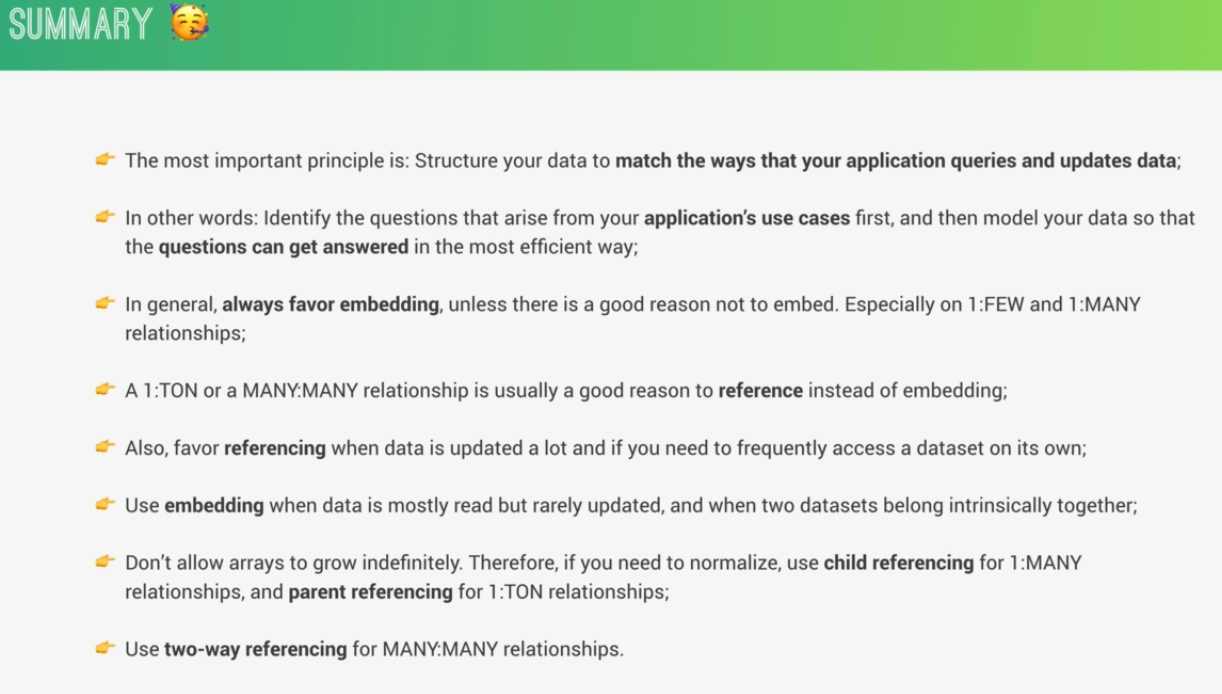 SUMMARY 🥳
👉 The most important principle is: Structure your data to match the ways that your application queries and updates data;
👉 In other words: Identify the questions that arise from your application’s use cases first, and then model your data so that
the questions can get answered in the most efficient way;
👉 In general, always favor embedding, unless there is a good reason not to embed. Especially on 1:FEW and 1:MANY
relationships;
👉 A 1:TON or a MANY:MANY relationship is usually a good reason to reference instead of embedding;
👉 Also, favor referencing when data is updated a lot and if you need to frequently access a dataset on its own;
👉 Use embedding when data is mostly read but rarely updated, and when two datasets belong intrinsically together;
👉 Don’t allow arrays to grow indefinitely. Therefore, if you need to normalize, use child referencing for 1:MANY
relationships, and parent referencing for 1:TON relationships;
👉 Use two-way referencing for MANY:MANY relationships.